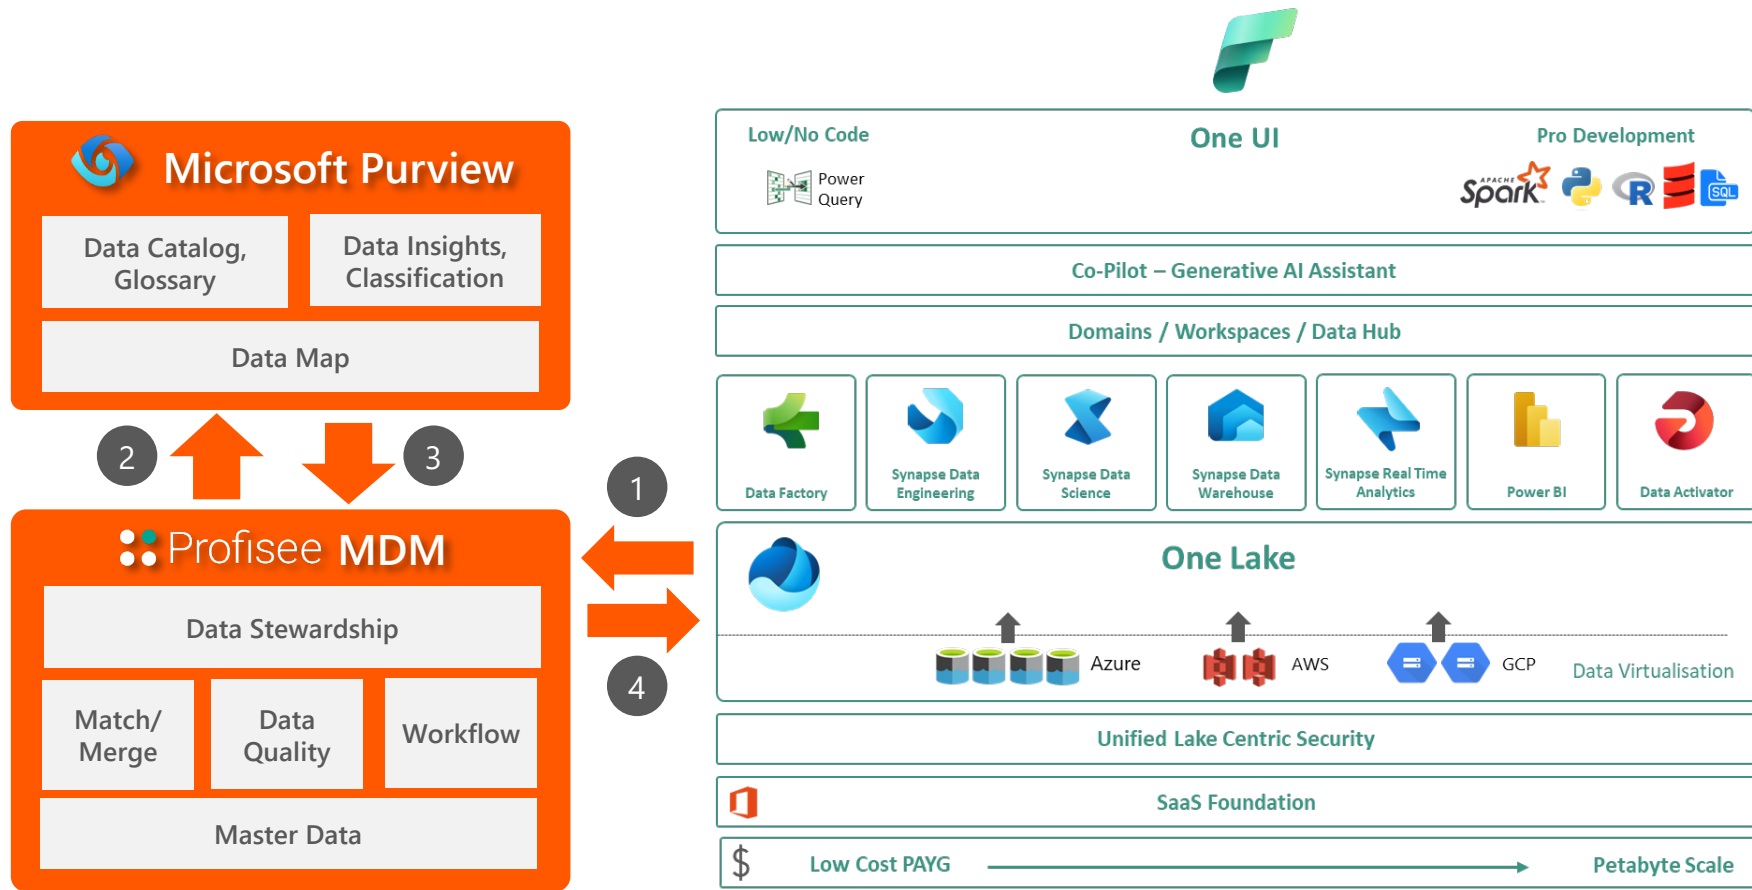 Microsoft Purview
Data Catalog,
Glossary
Data Insights,
Classification
Data Map
2
3
Profisee MDM
Data Stewardship
Match/
Merge
Data
Quality
Workflow
Master Data
1
4
Low/No Code
Power
Query
One UI
Pro Development
APACHE
Spark
R
SQL
Co-Pilot – Generative AI Assistant
Domains / Workspaces / Data Hub
Data Factory
Synapse Data
Engineering
Synapse Data
Science
Synapse Data
Warehouse
Synapse Real Time
Analytics
Power BI
Data Activator
One Lake
Azure
AWS
GCP
Data Virtualisation
Unified Lake Centric Security
SaaS Foundation
$
Low Cost PAYG
Petabyte Scale